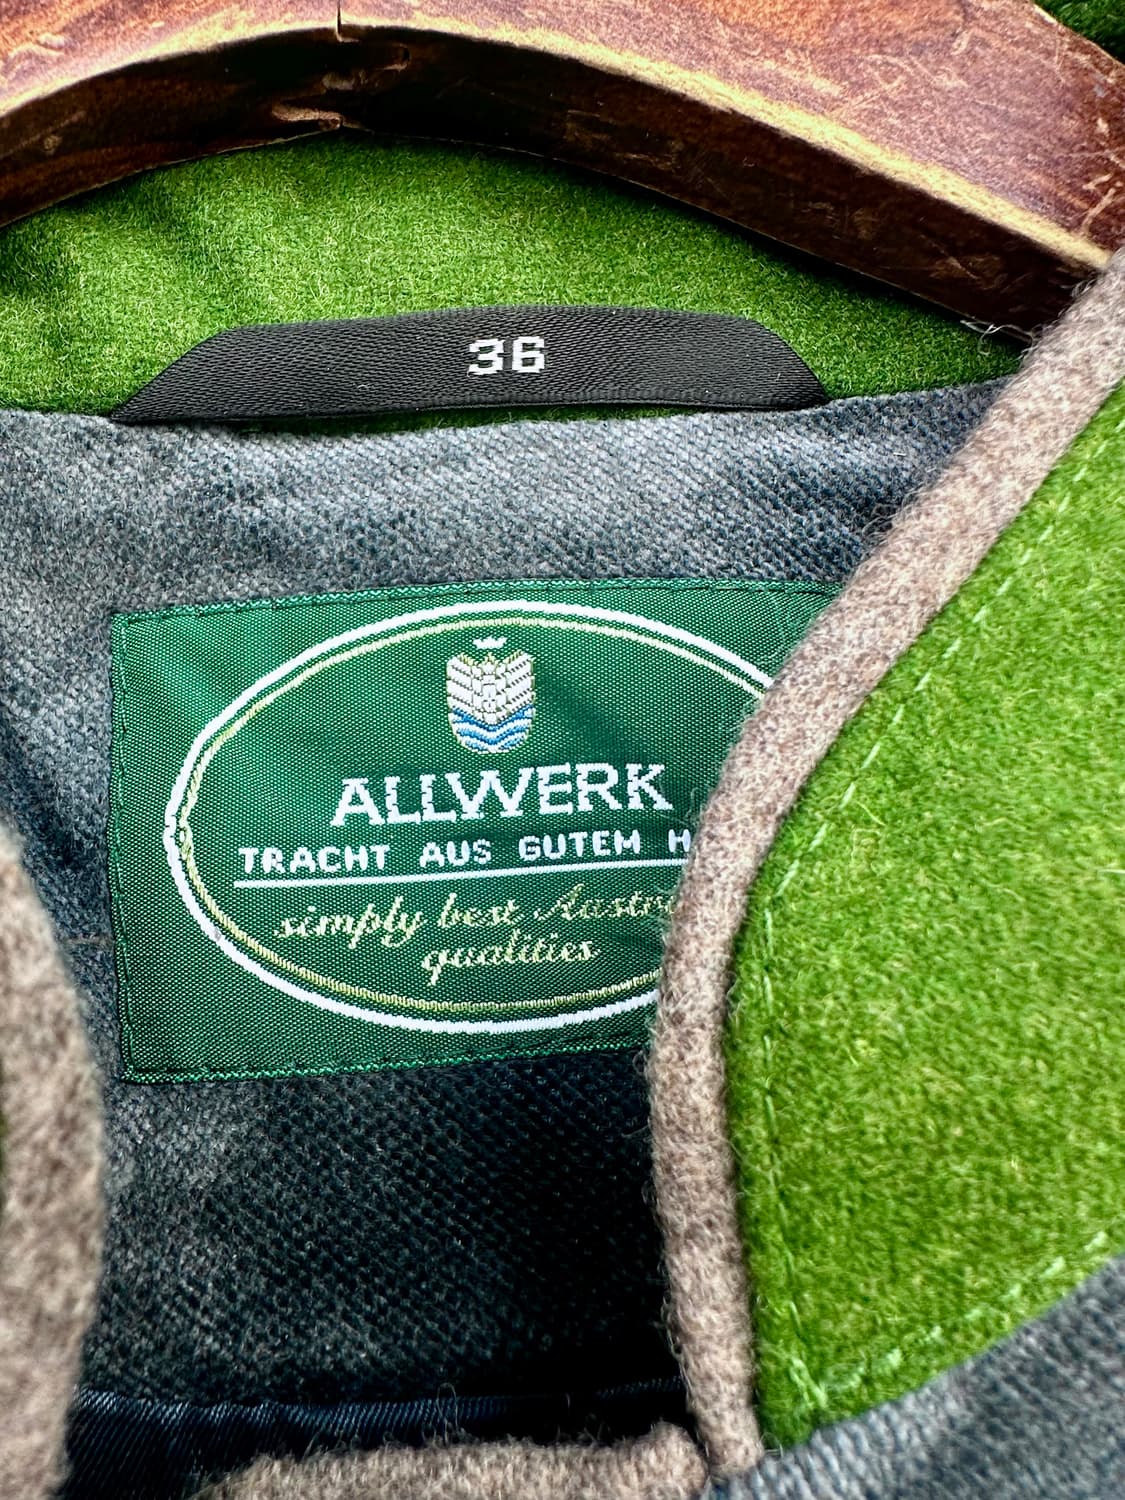 36
ALLWERK
TRACHT AUS GUTEM
simply best
qualities